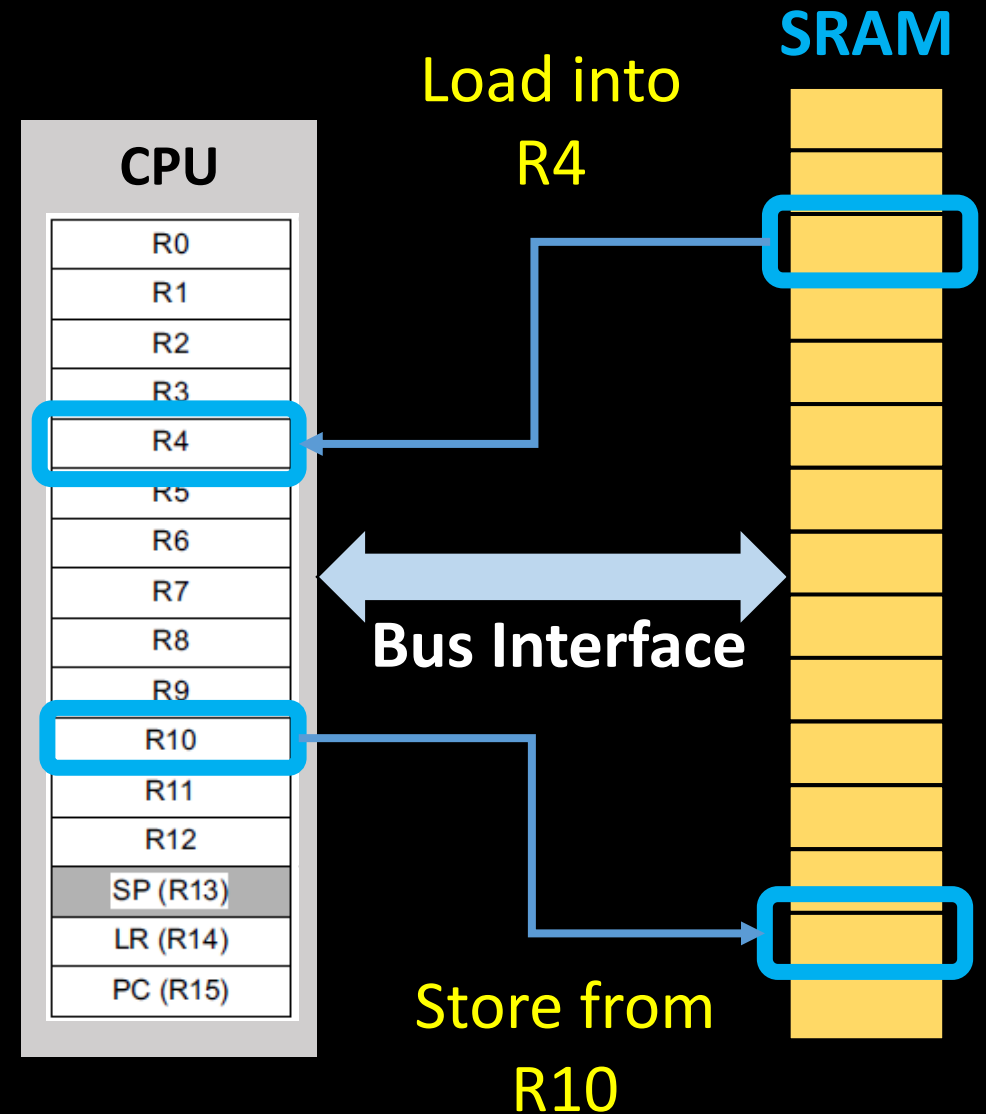 SRAM
Load into
R4
CPU
R0
R1
R2
R3
R4
R5
R6
R7
R8
R9
R10
R11
R12
SP (R13)
LR (R14)
PC (R15)
Bus Interface
Store from
R10